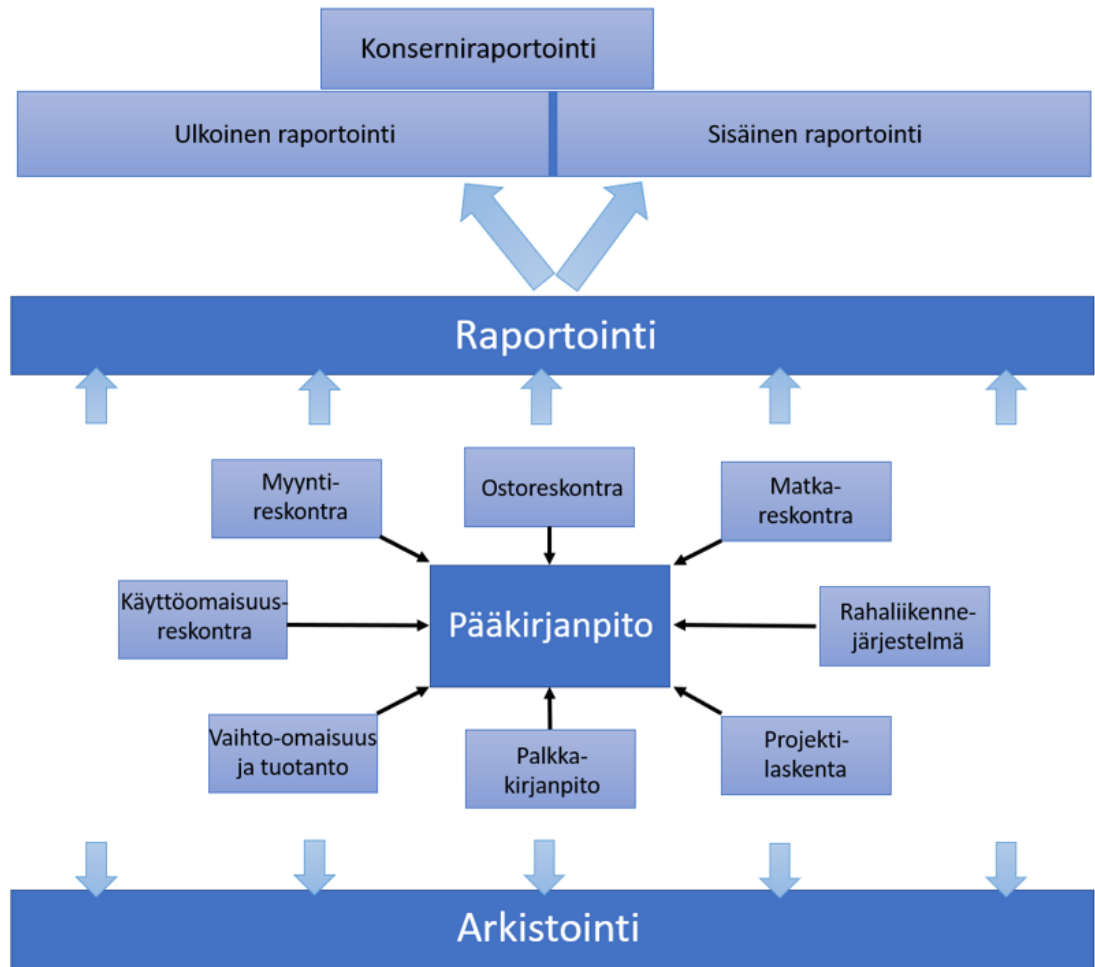 Konserniraportointi
Ulkoinen raportointi
Sisäinen raportointi
Raportointi
Myynti-
reskontra
Ostoreskontra
Matka-
reskontra
Käyttöomaisuus-
reskontra
Pääkirjanpito
Rahaliikenne-
järjestelmä
Vaihto-omaisuus
ja tuotanto
Palkka-
kirjanpito
Projekti-
laskenta
Arkistointi